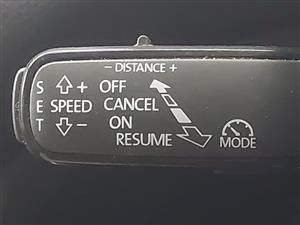 - DISTANCE +
S E T
SPEED
+
-
OFF
CANCEL
ON
RESUME
MODE